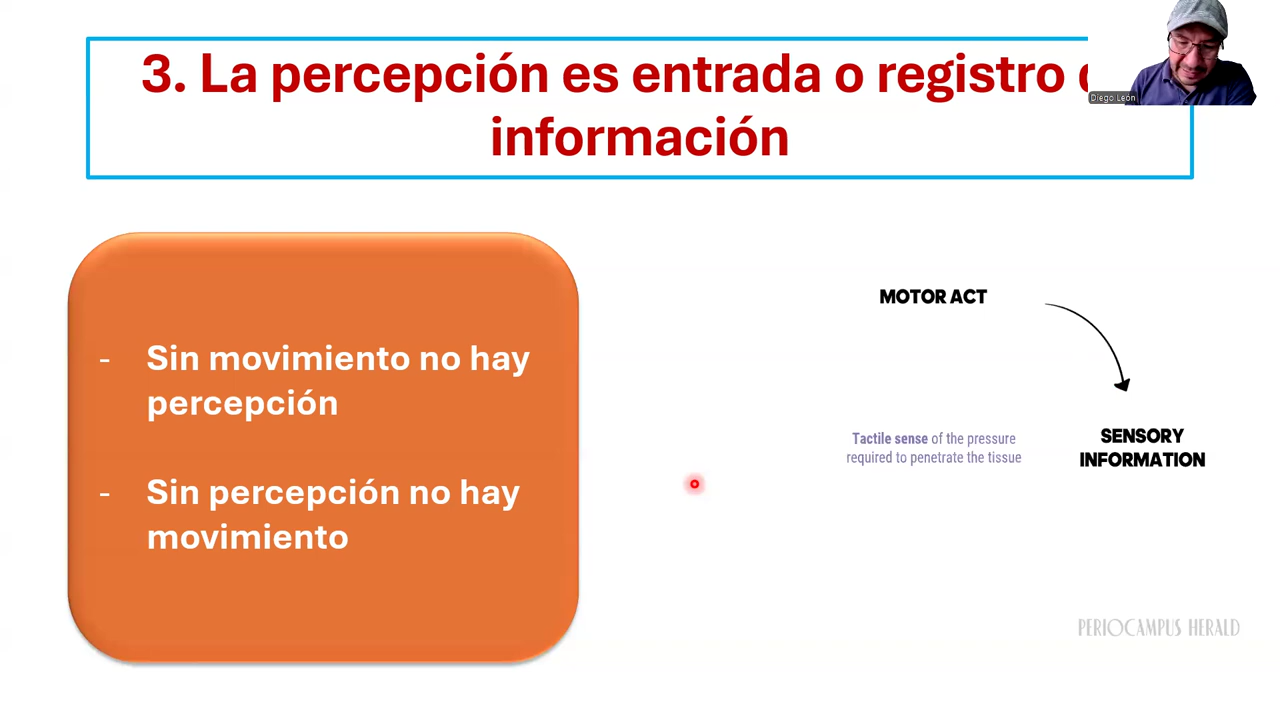 3. La percepción es entrada o registro
información
Diego León
- Sin movimiento no hay
percepción
- Sin percepción no hay
movimiento
MOTOR ACT
SENSORY
INFORMATION
Tactile sense of the pressure
required to penetrate the tissue
PERIOCAMPUS HERALD